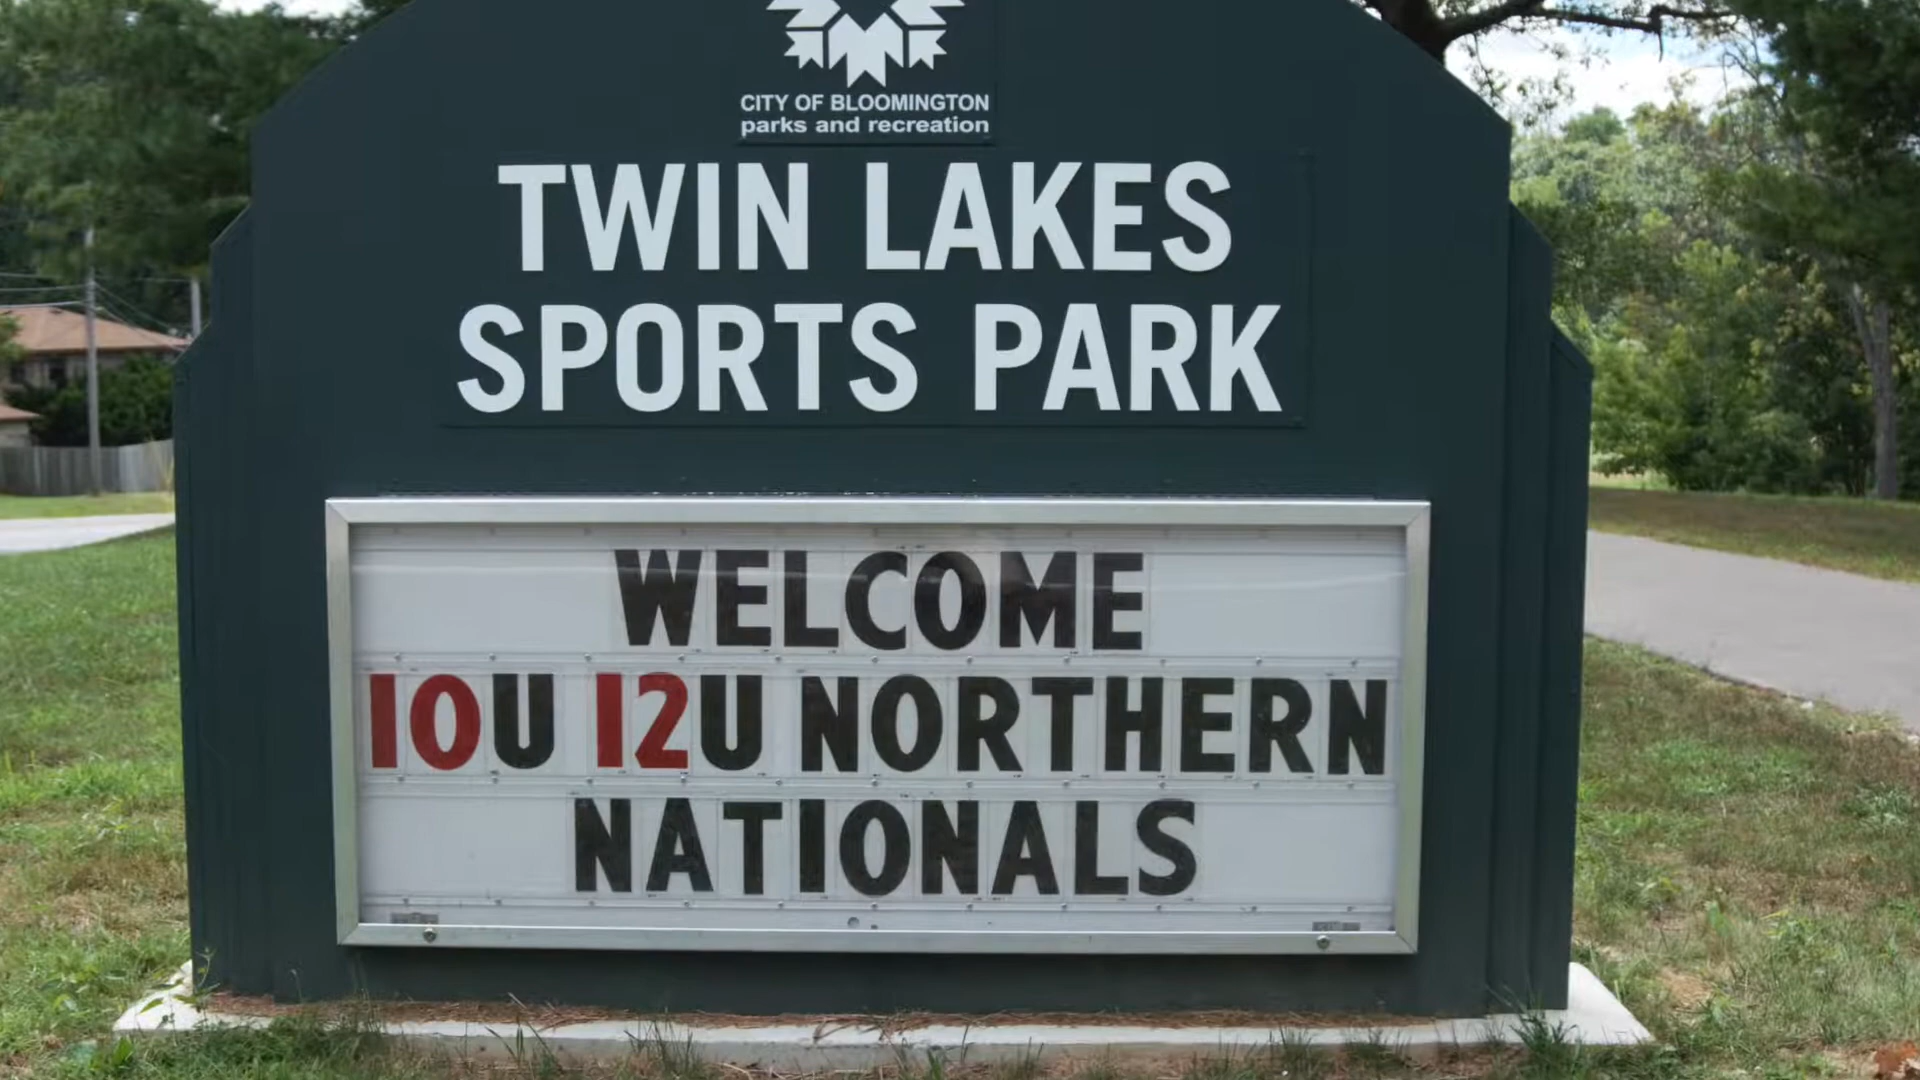 CITY OF BLOOMINGTON
parks and recreation
TWIN LAKES
SPORTS PARK
WELCOME
10U 12U NORTHERN
NATIONALS